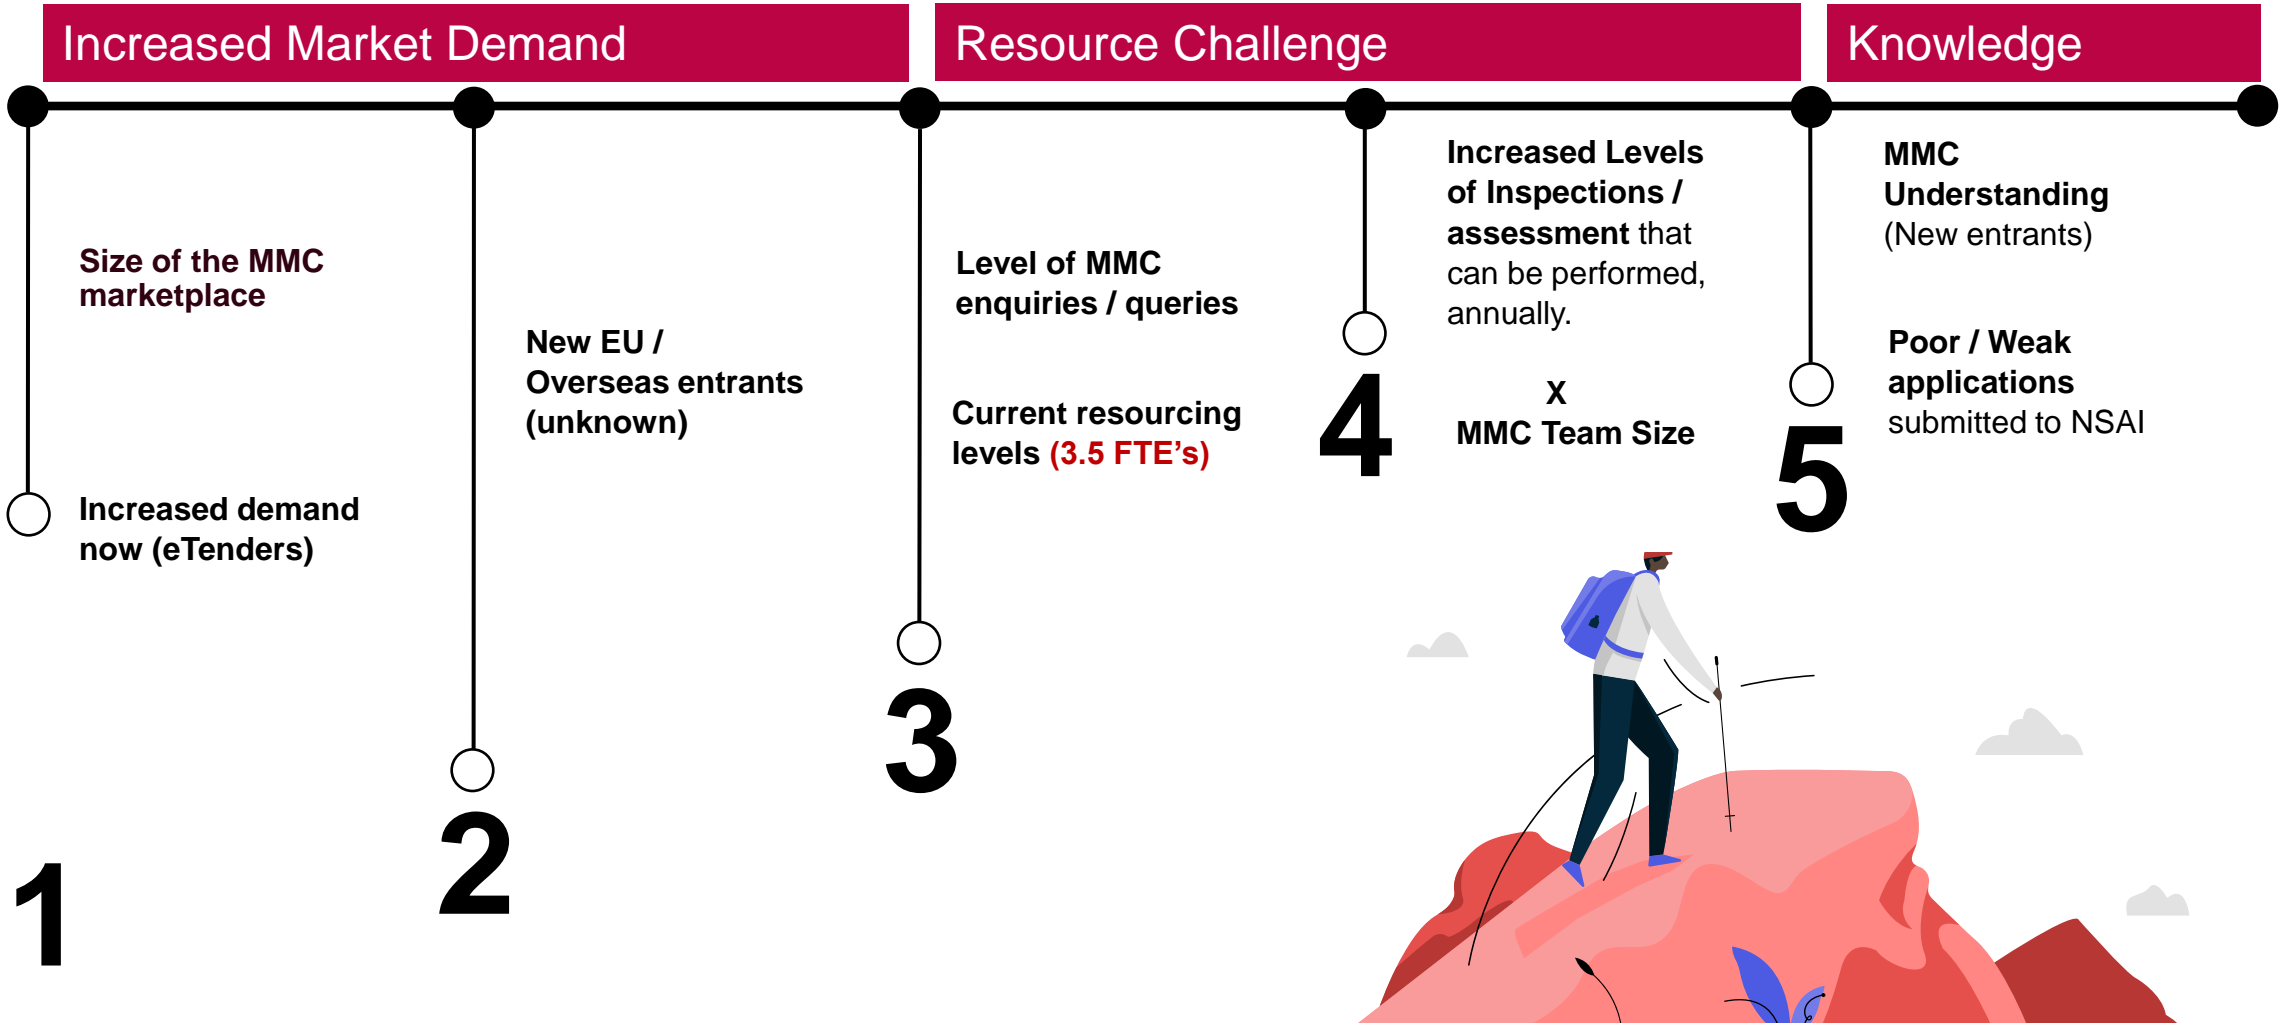 Increased Market Demand
Resource Challenge
Knowledge
Size of the MMC
marketplace
Increased demand
now (eTenders)
1
New EU /
Overseas entrants
(unknown)
2
Level of MMC
enquiries / queries
Current resourcing
levels (3.5 FTE’s)
3
Increased Levels
of Inspections /
assessment that
can be performed,
annually.
X
MMC Team Size
4
MMC
Understanding
(New entrants)
Poor / Weak
applications
submitted to NSAI
5